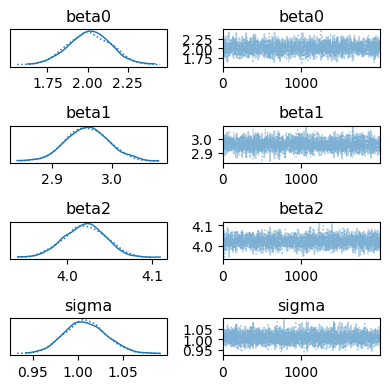 beta0 beta0
2.25
2.00
1.75
1.75 2.00 2.25 0 1000
beta1 beta1
3.0
2.9
2.9 3.0 0 1000
beta2 beta2
4.1
4.0
4.0 4.1 0 1000
sigma sigma
1.05
1.00
0.95
0.95 1.00 1.05 0 1000